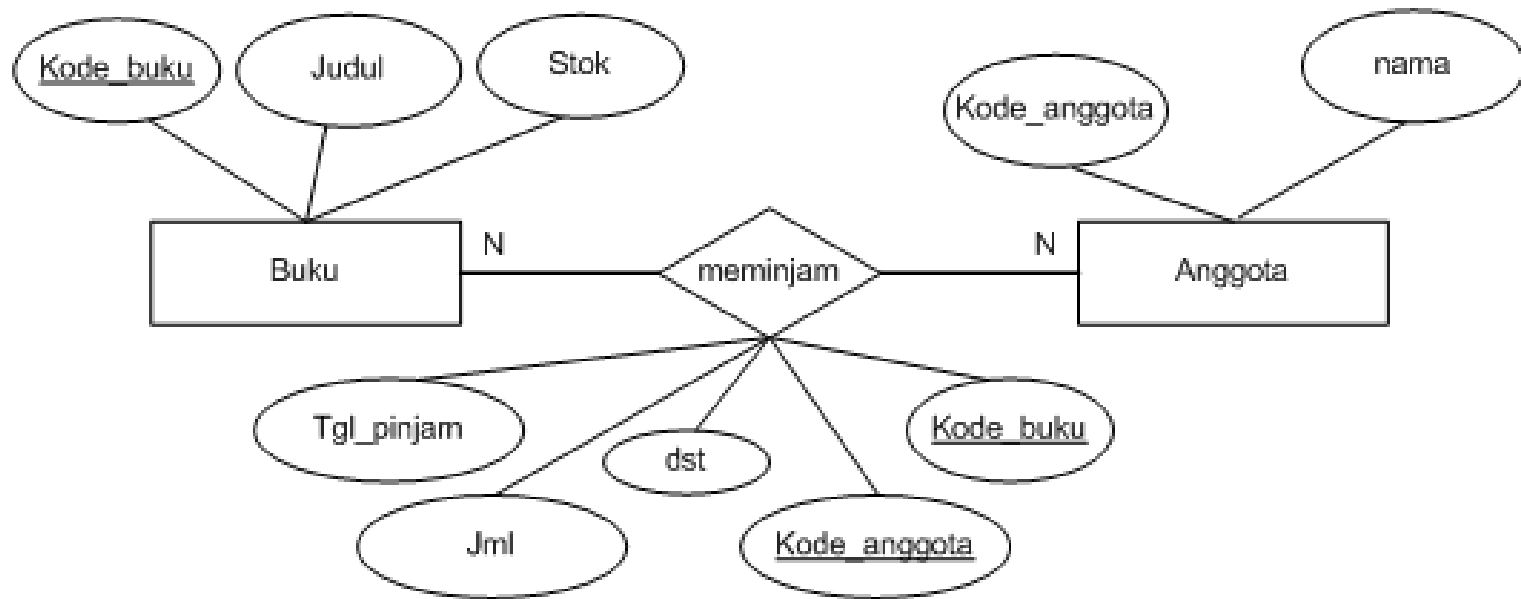 Kode_buku
Judul
Stok
Kode_anggota
nama
Buku
N
meminjam
N
Anggota
Tgl_pinjam
dst
Kode_buku
Jml
Kode_anggota